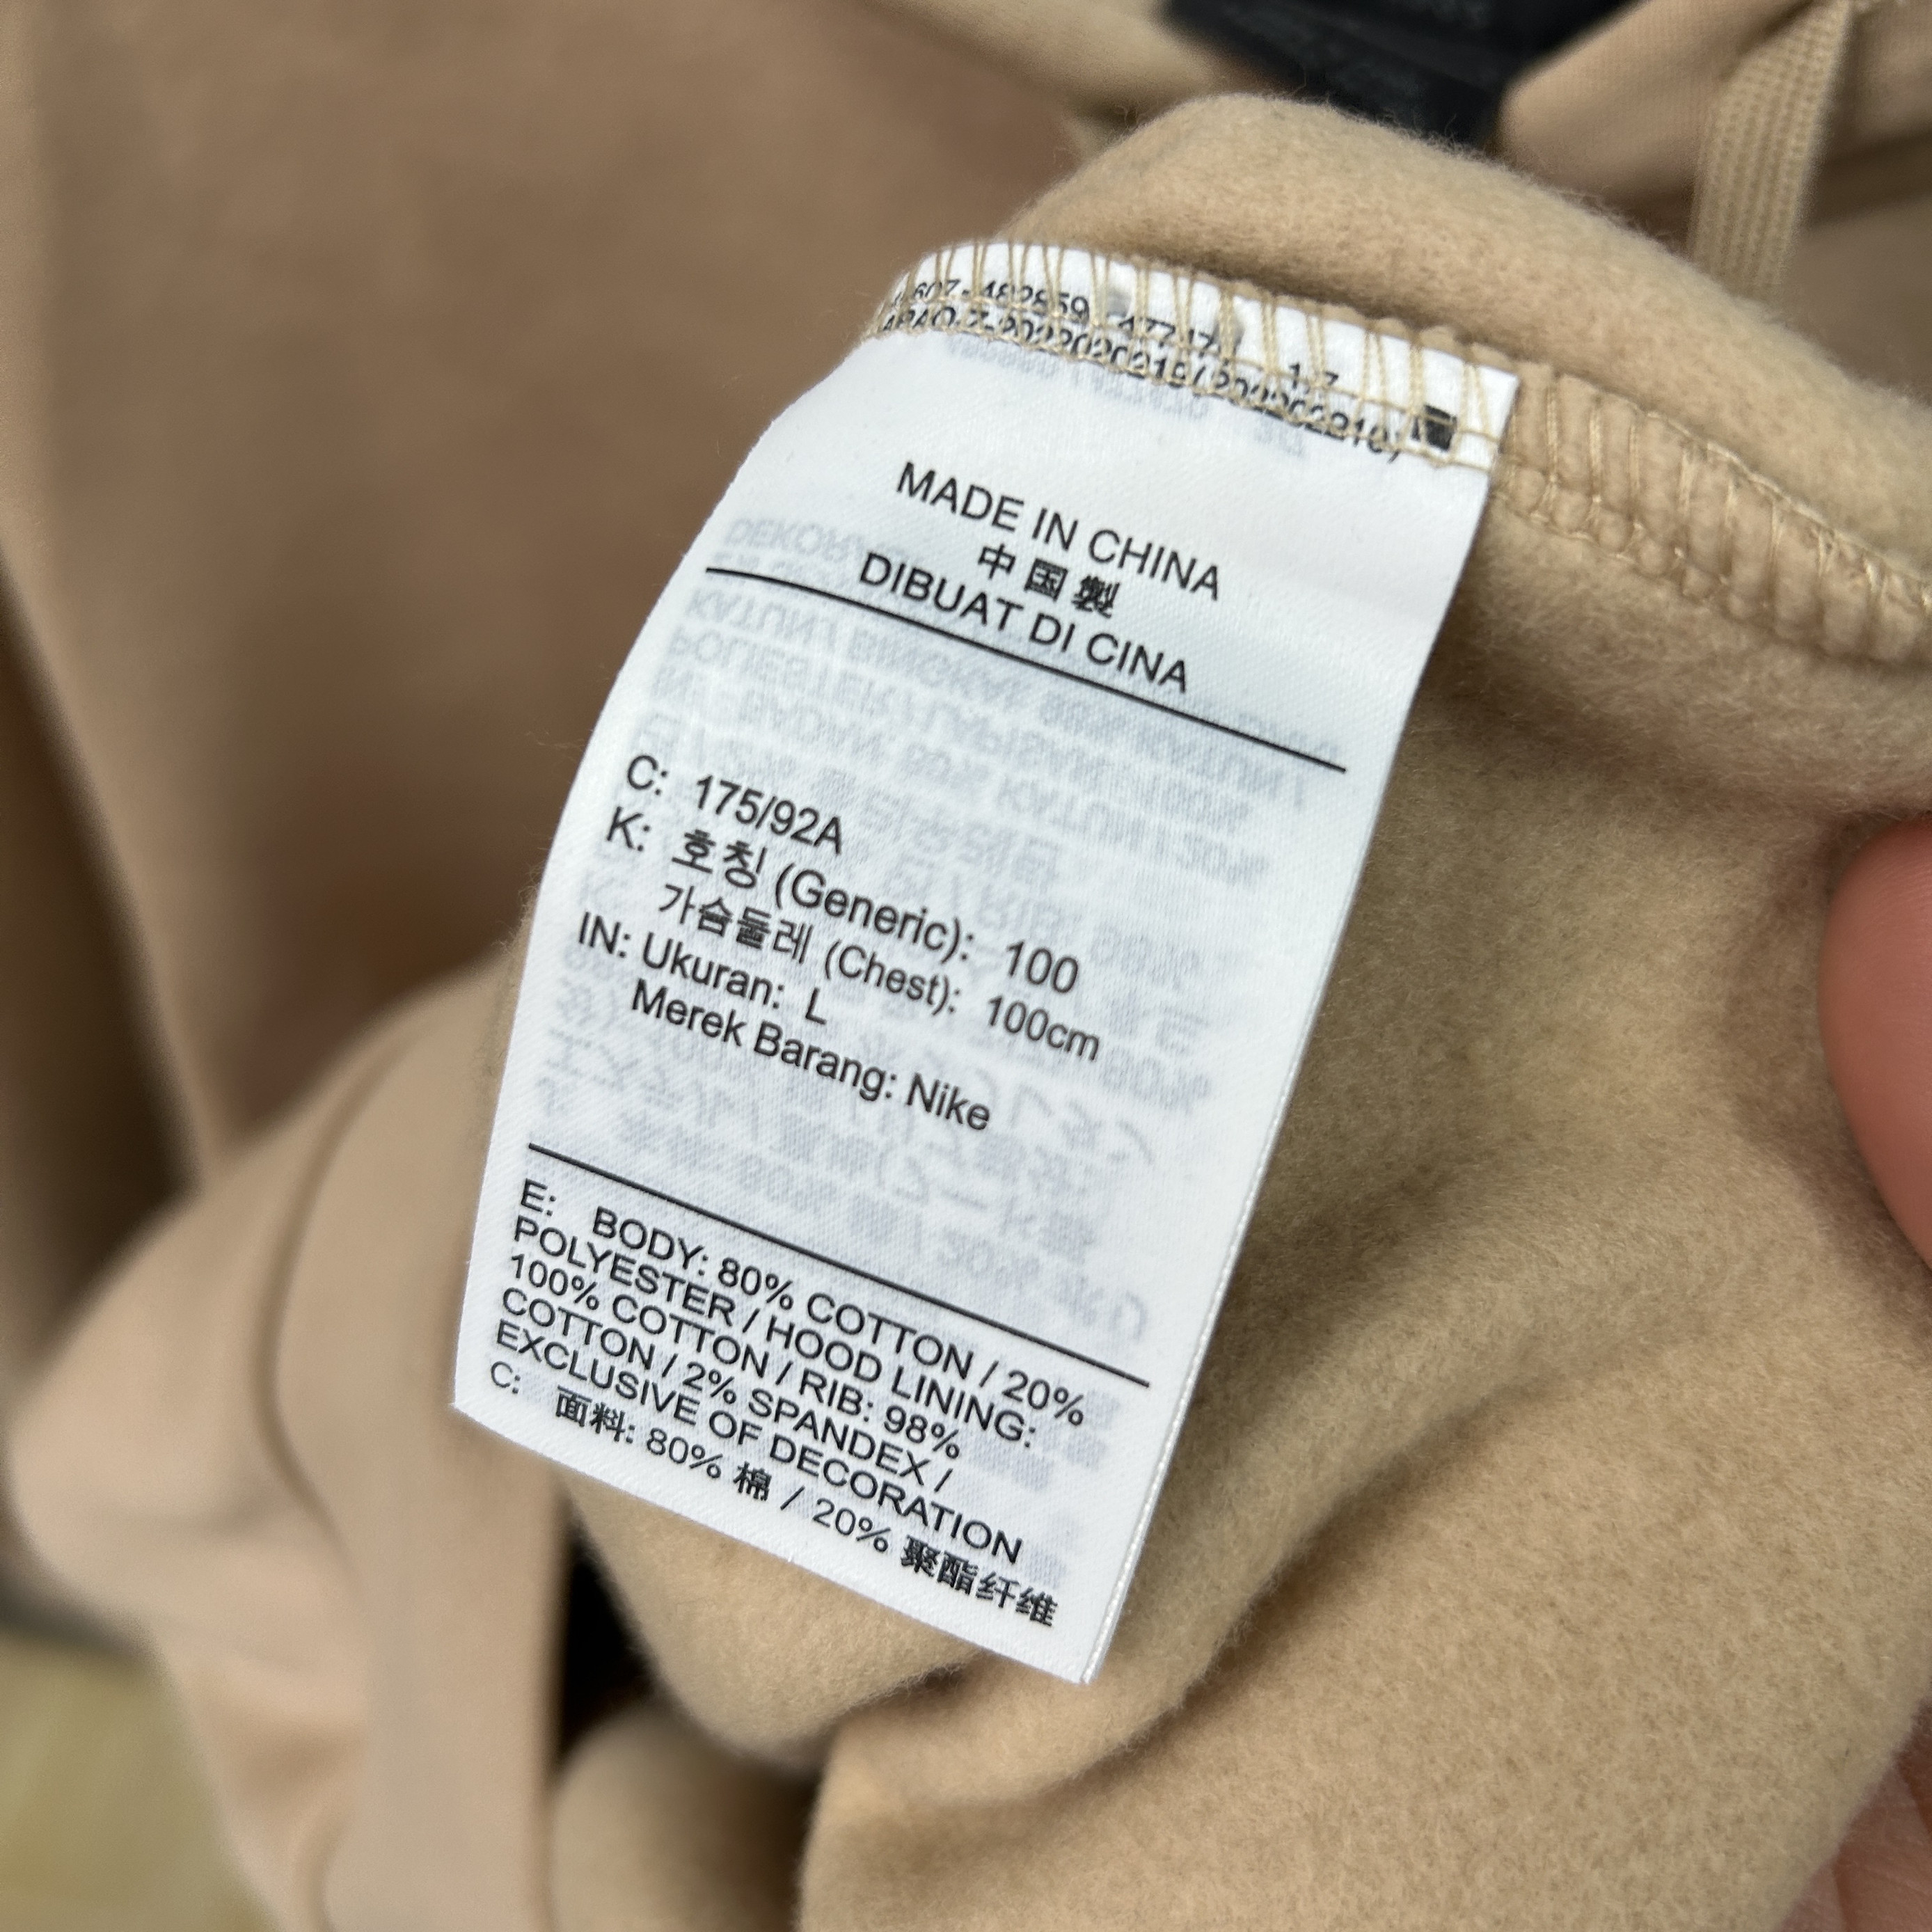 MADE IN CHINA
中国製
DIBUAT DI CINA
C: 175/92A
K: 호칭 (Generic): 100
가슴둘레 (Chest): 100cm
IN: Ukuran: L
Merek Barang: Nike
E: BODY: 80% COTTON / 20%
POLYESTER / HOOD LINING:
100% COTTON / RIB: 98%
COTTON / 2% SPANDEX /
EXCLUSIVE OF DECORATION
C: 面料: 80% 棉 / 20% 聚酯纤维